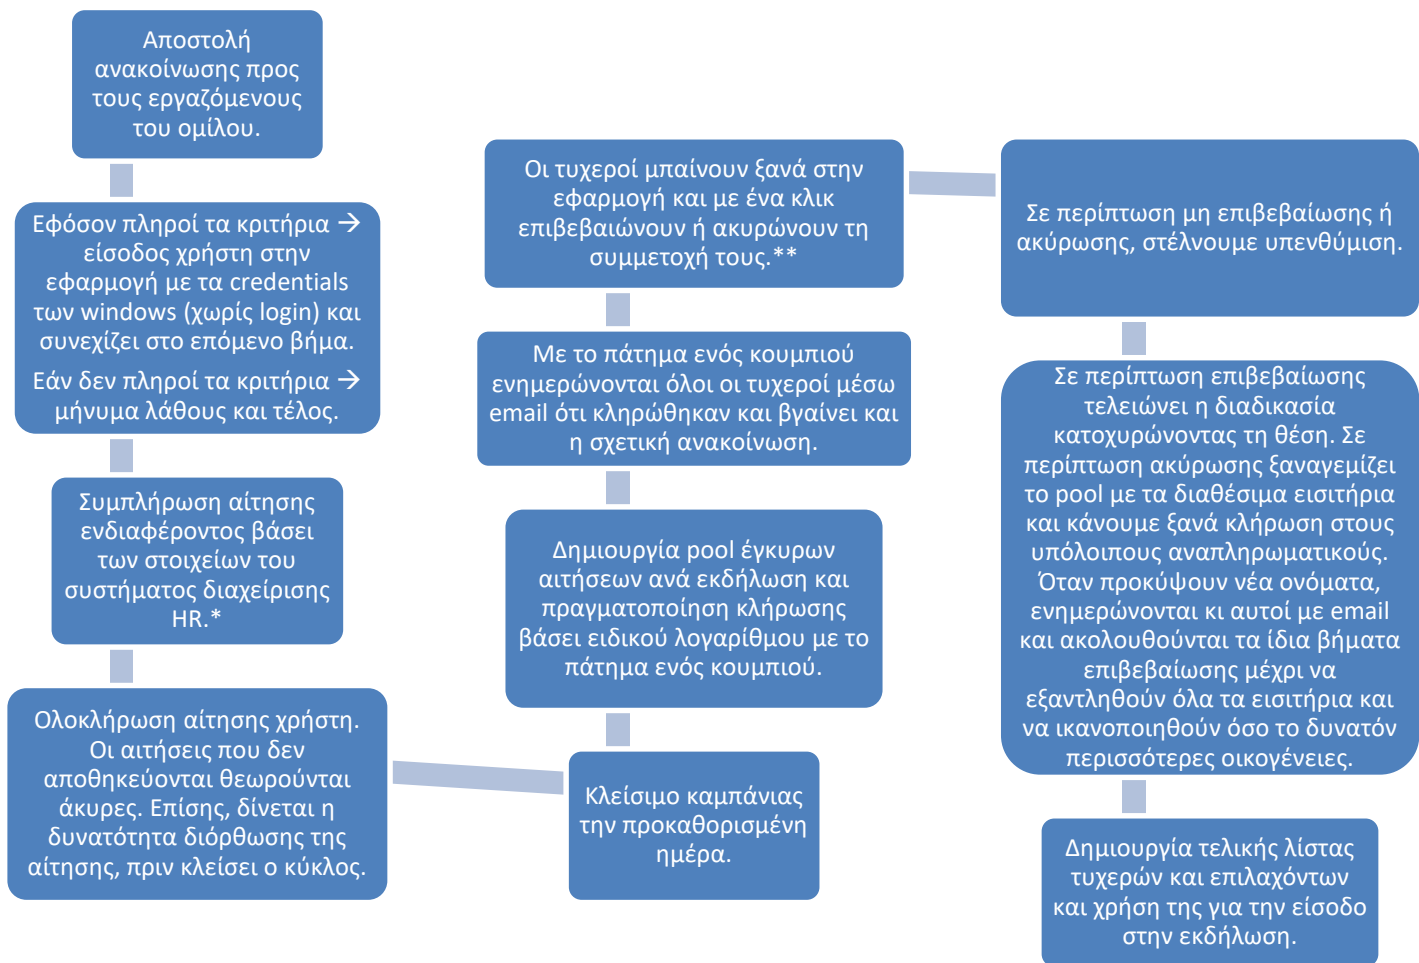 Αποστολή
ανακοίνωσης προς
τους εργαζόμενους
του ομίλου.
Εφόσον πληροί τα κριτήρια →
είσοδος χρήστη στην
εφαρμογή με τα credentials
των windows (χωρίς login) και
συνεχίζει στο επόμενο βήμα.
Εάν δεν πληροί τα κριτήρια →
μήνυμα λάθους και τέλος.
Συμπλήρωση αίτησης
ενδιαφέροντος βάσει
των στοιχείων του
συστήματος διαχείρισης
HR.*
Ολοκλήρωση αίτησης χρήστη.
Οι αιτήσεις που δεν
αποθηκεύονται θεωρούνται
άκυρες. Επίσης, δίνεται η
δυνατότητα διόρθωσης της
αίτησης, πριν κλείσει ο κύκλος.
Κλείσιμο καμπάνιας
την προκαθορισμένη
ημέρα.
Δημιουργία pool έγκυρων
αιτήσεων ανά εκδήλωση και
πραγματοποίηση κλήρωσης
βάσει ειδικού λογαρίθμου με το
πάτημα ενός κουμπιού.
Με το πάτημα ενός κουμπιού
ενημερώνονται όλοι οι τυχεροί μέσω
email ότι κληρώθηκαν και βγαίνει και
η σχετική ανακοίνωση.
Οι τυχεροί μπαίνουν ξανά στην
εφαρμογή και με ένα κλικ
επιβεβαιώνουν ή ακυρώνουν τη
συμμετοχή τους.**
Σε περίπτωση μη επιβεβαίωσης ή
ακύρωσης, στέλνουμε υπενθύμιση.
Σε περίπτωση επιβεβαίωσης
τελειώνει η διαδικασία
κατοχυρώνοντας τη θέση. Σε
περίπτωση ακύρωσης ξαναγεμίζει
το pool με τα διαθέσιμα εισιτήρια
και κάνουμε ξανά κλήρωση στους
υπόλοιπους αναπληρωματικούς.
Όταν προκύψουν νέα ονόματα,
ενημερώνονται κι αυτοί με email
και ακολουθούνται τα ίδια βήματα
επιβεβαίωσης μέχρι να
εξαντληθούν όλα τα εισιτήρια και
να ικανοποιηθούν όσο το δυνατόν
περισσότερες οικογένειες.
Δημιουργία τελικής λίστας
τυχερών και επιλαχόντων
και χρήση της για την είσοδο
στην εκδήλωση.